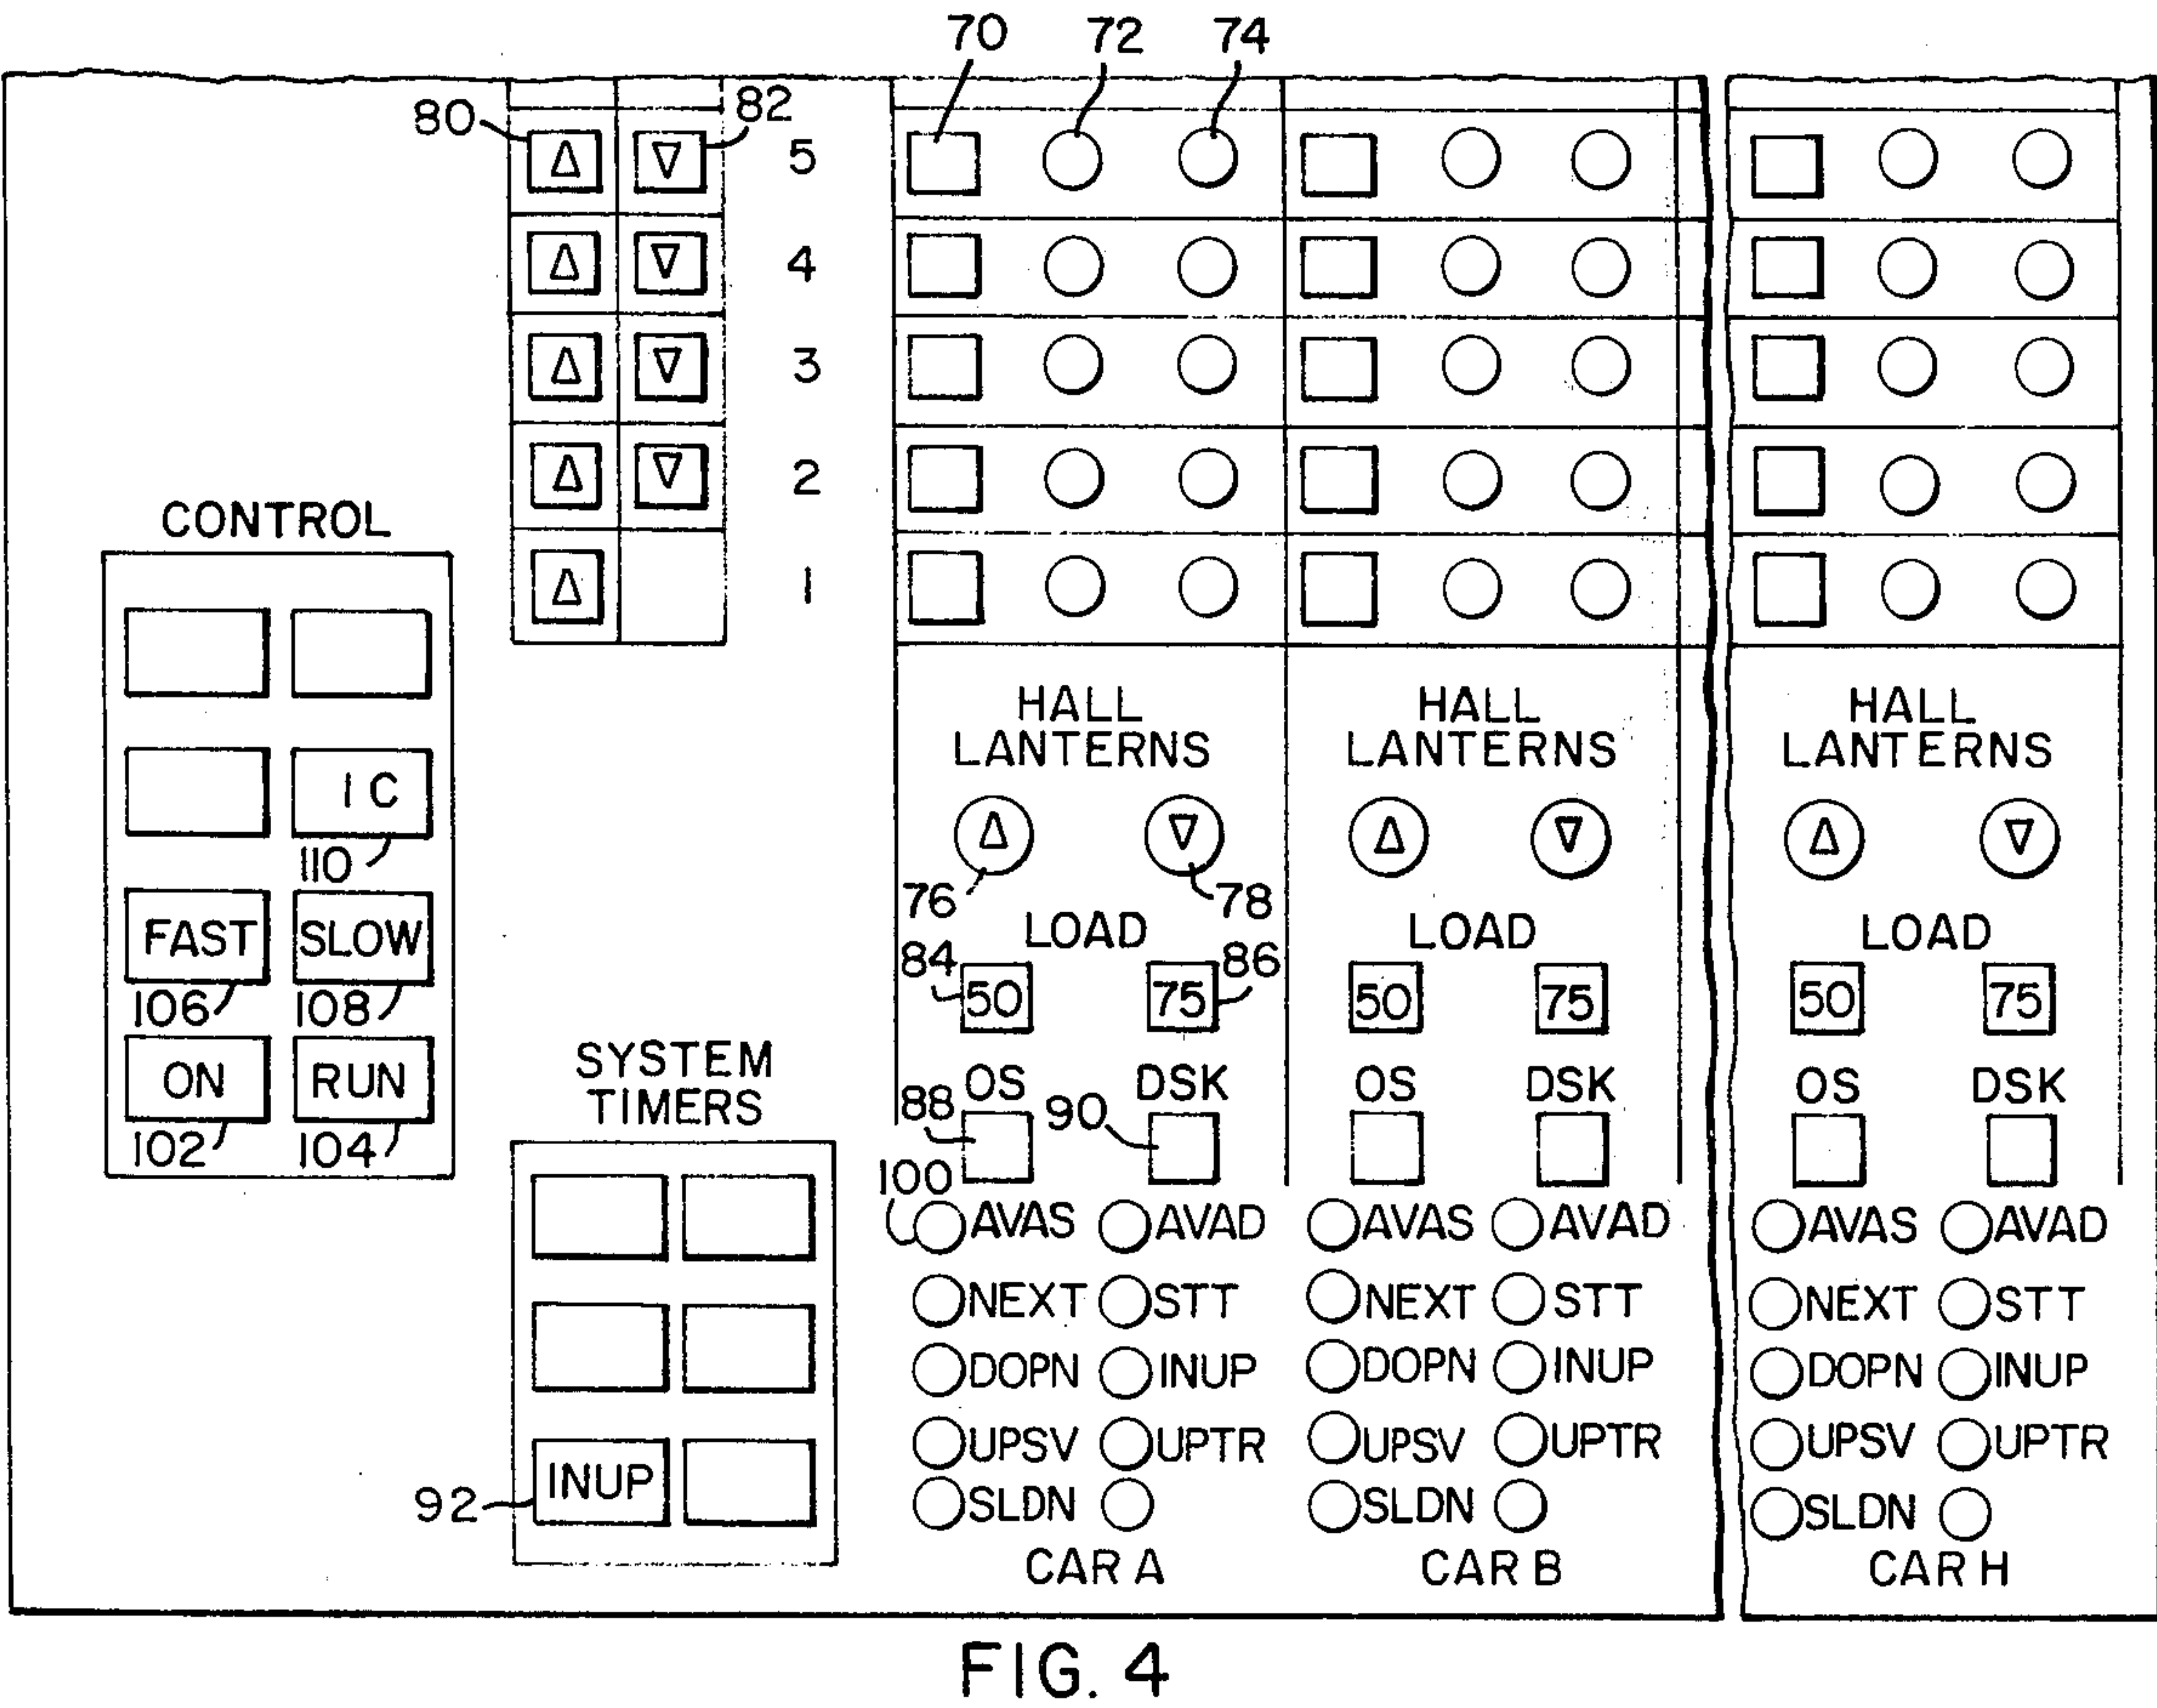 70 72 74
80 82
5
4
3
2
1
CONTROL
I C
110
FAST SLOW
106 108
ON RUN
102 104
SYSTEM
TIMERS
INUP
92
HALL
LANTERNS
76 78
LOAD
84 50 75 86
OS DSK
88 90
100
AVAS AVAD
NEXT STT
DOPN INUP
UPSV UPTR
SLDN
CAR A
HALL
LANTERNS
LOAD
50 75
OS DSK
AVAS AVAD
NEXT STT
DOPN INUP
UPSV UPTR
SLDN
CAR B
HALL
LANTERNS
LOAD
50 75
OS DSK
AVAS AVAD
NEXT STT
DOPN INUP
UPSV UPTR
SLDN
CAR H
FIG. 4